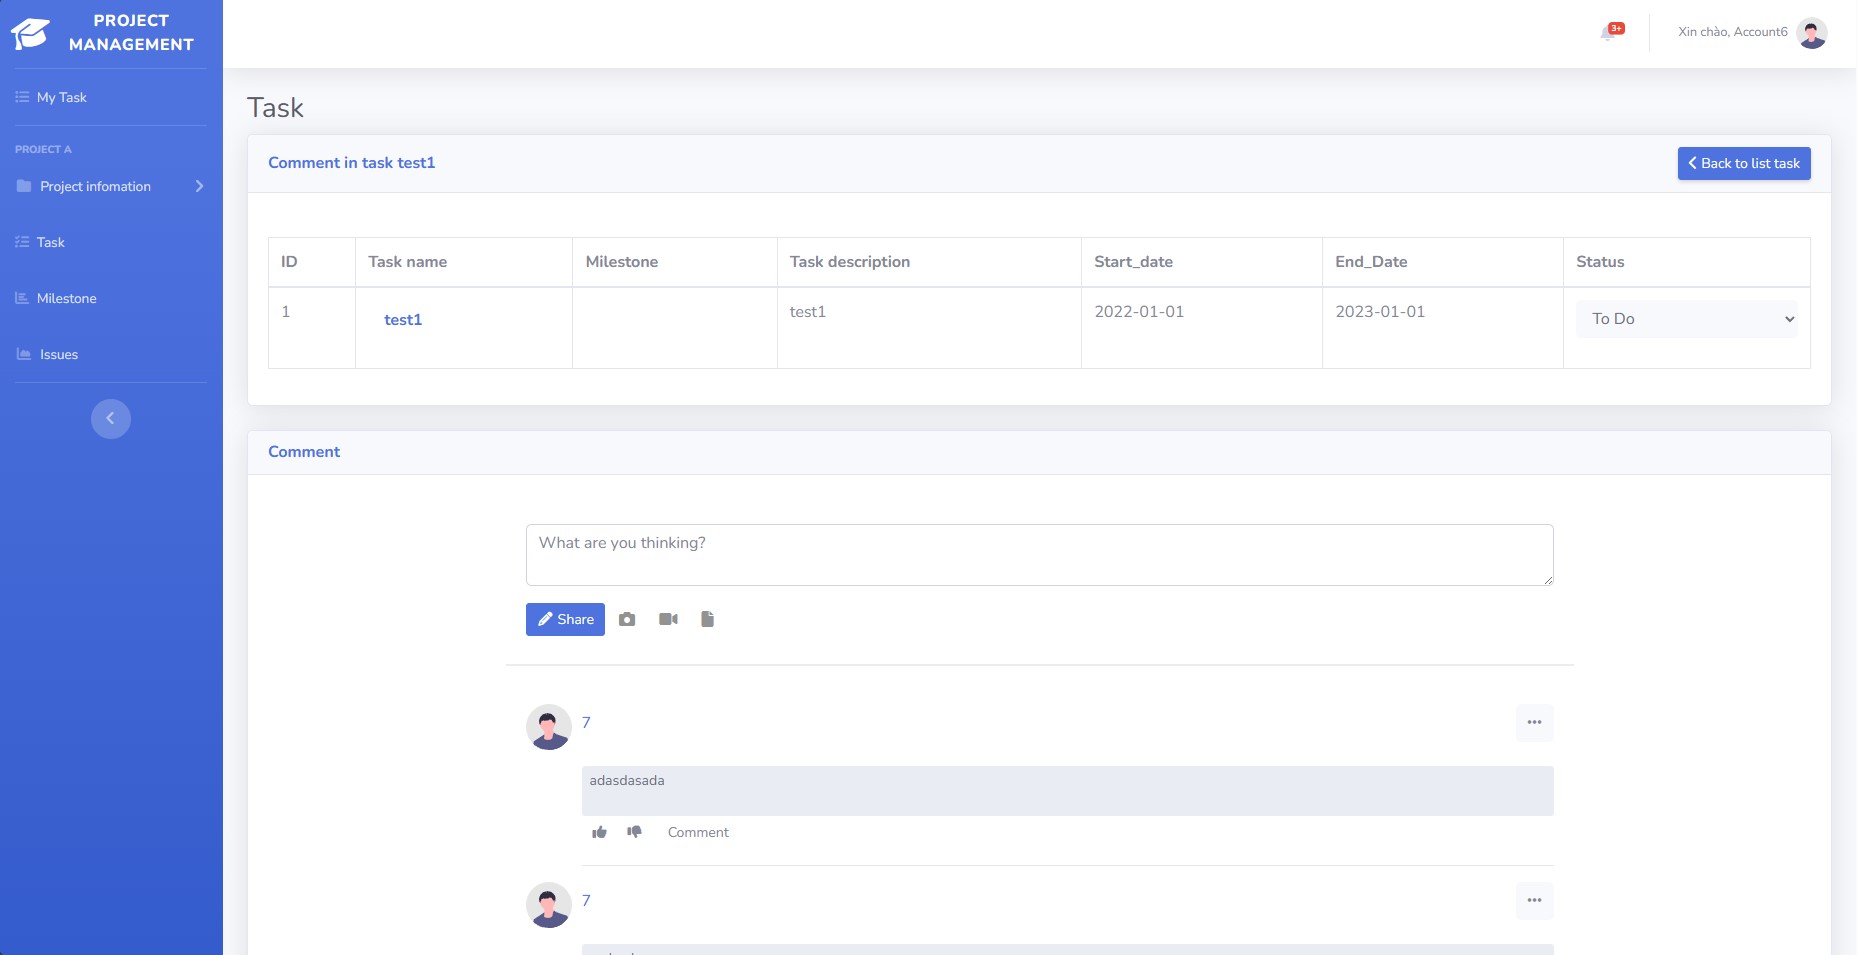 PROJECT
MANAGEMENT
3+
Xin chào, Account6
My Task
PROJECT A
Project infomation
Task
Milestone
Issues
Task
Comment in task test1
Back to list task
ID Task name Milestone Task description Start_date End_Date Status
1 test1 test1 2022-01-01 2023-01-01 To Do
Comment
What are you thinking?
Share
7
adasdasada
Comment
7